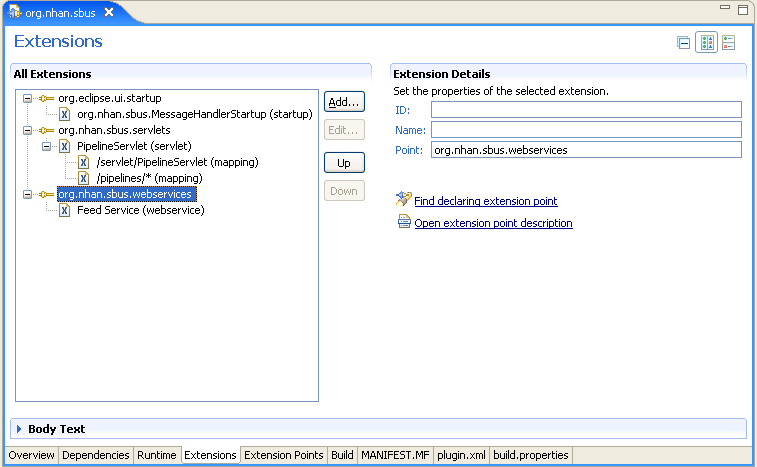 org.nhan.sbus
Extensions
All Extensions
org.eclipse.ui.startup
org.nhan.sbus.MessageHandlerStartup (startup)
org.nhan.sbus.servlets
PipelineServlet (servlet)
/servlet/PipelineServlet (mapping)
/pipelines/* (mapping)
org.nhan.sbus.webservices
Feed Service (webservice)
Add...
Edit...
Up
Down
Extension Details
Set the properties of the selected extension.
ID:
Name:
Point: org.nhan.sbus.webservices
Find declaring extension point
Open extension point description
Body Text
Overview Dependencies Runtime Extensions Extension Points Build MANIFEST.MF plugin.xml build.properties